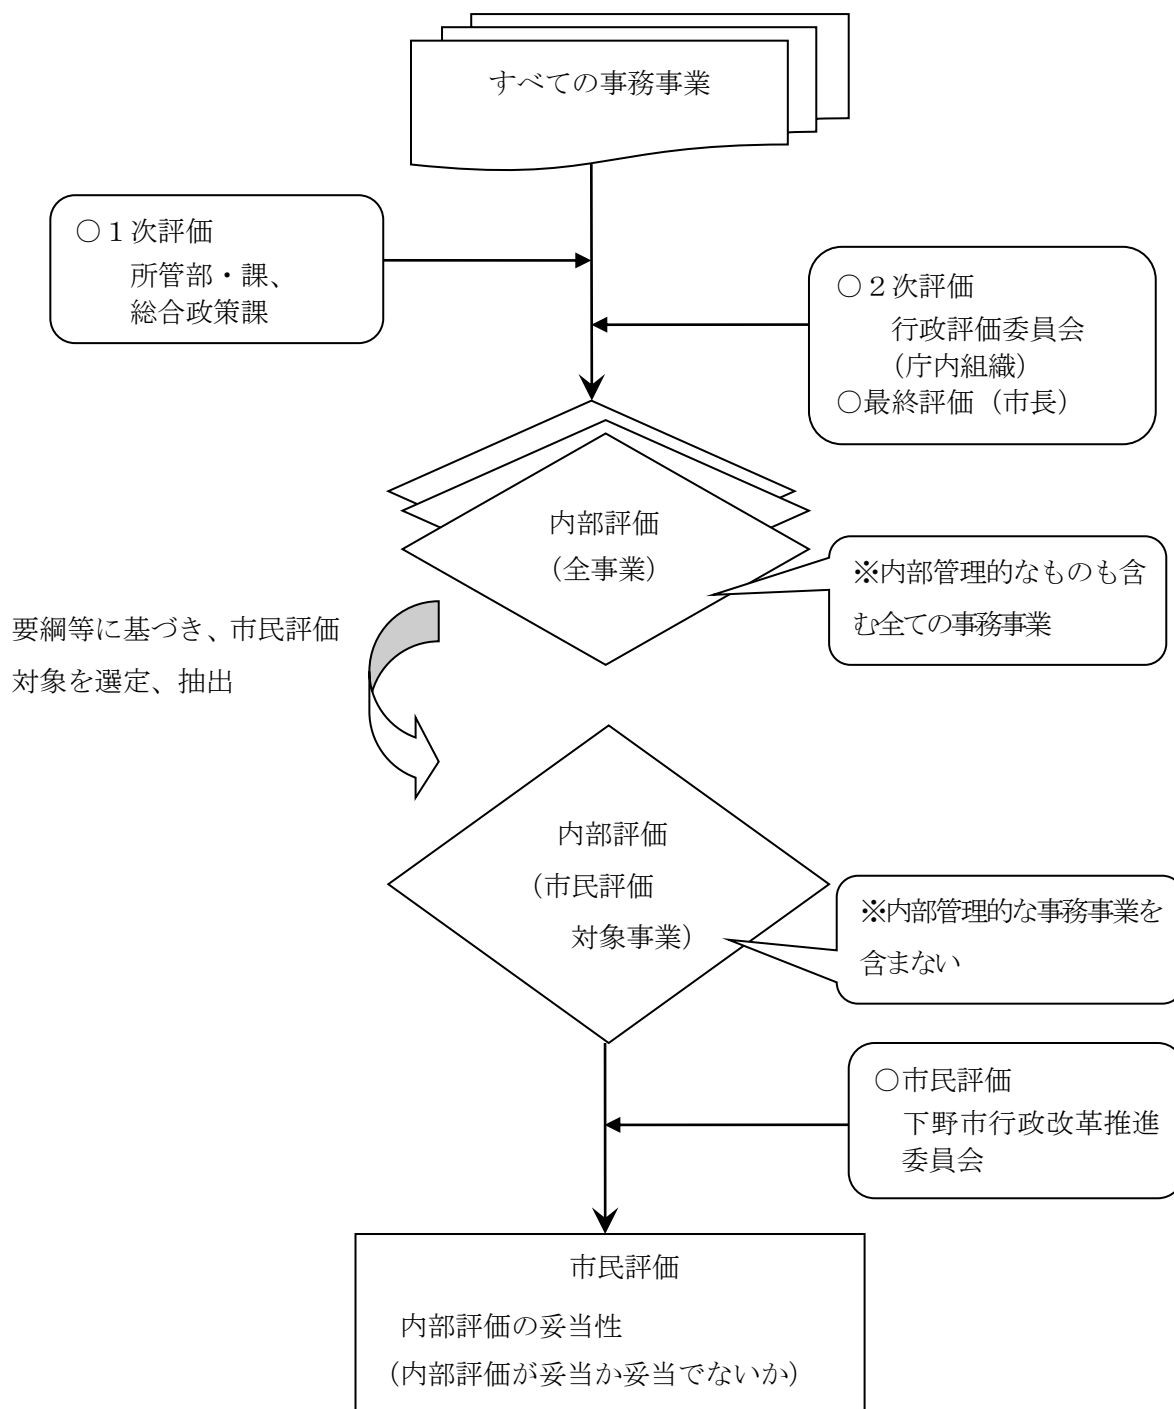 すべての事務事業
○１次評価
所管部・課、
総合政策課
○２次評価
行政評価委員会
（庁内組織）
○最終評価（市長）
内部評価
（全事業）
※内部管理的なものも含
む全ての事務事業
要綱等に基づき、市民評価
対象を選定、抽出
内部評価
（市民評価
対象事業）
※内部管理的な事務事業を
含まない
○市民評価
下野市行政改革推進
委員会
市民評価
内部評価の妥当性
（内部評価が妥当か妥当でないか）